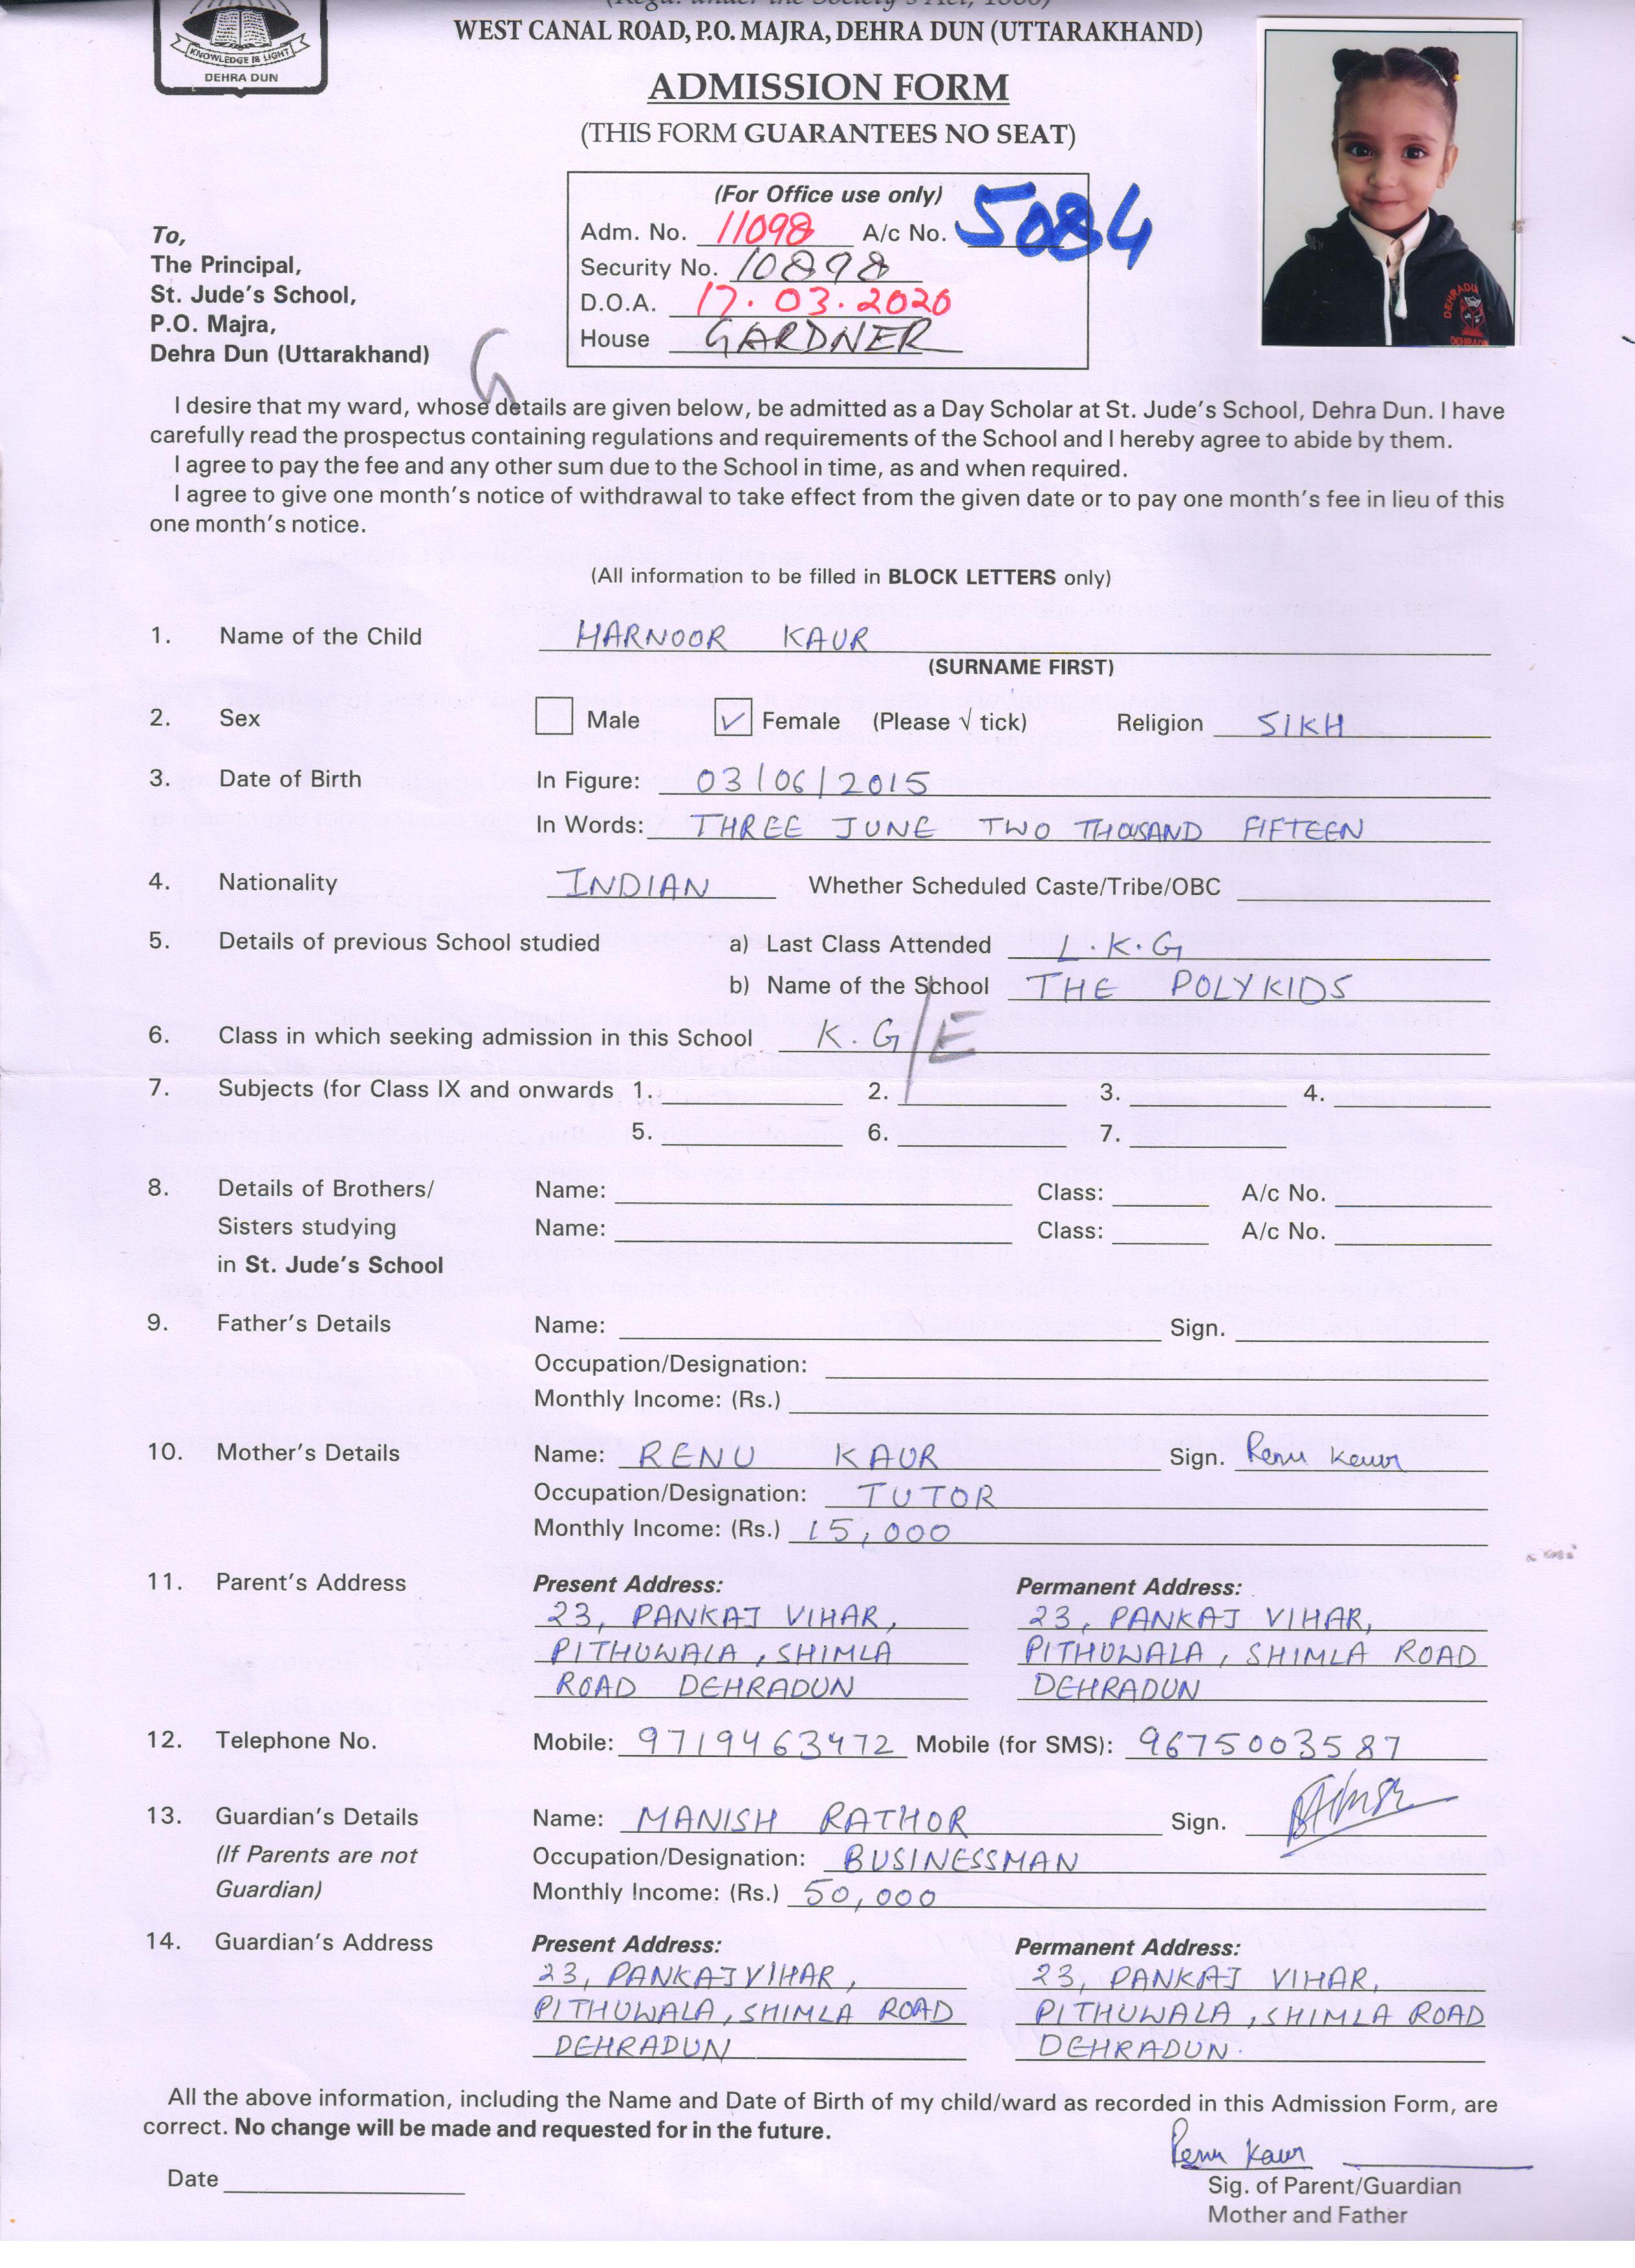 WEST CANAL ROAD, P.O. MAJRA, DEHRA DUN (UTTARAKHAND)
KNOWLEDGE IS LIGHT
DEHRA DUN
ADMISSION FORM
(THIS FORM GUARANTEES NO SEAT)
(For Office use only)
Adm. No. 11098 A/c No. 5084
Security No. 10898
D.O.A. 17.03.2020
House GARDNER
To,
The Principal,
St. Jude's School,
P.O. Majra,
Dehra Dun (Uttarakhand)
G
DEHRADUN
DEHRADUN
I desire that my ward, whose details are given below, be admitted as a Day Scholar at St. Jude's School, Dehra Dun. I have
carefully read the prospectus containing regulations and requirements of the School and I hereby agree to abide by them.
I agree to pay the fee and any other sum due to the School in time, as and when required.
I agree to give one month's notice of withdrawal to take effect from the given date or to pay one month's fee in lieu of this
one month's notice.
(All information to be filled in BLOCK LETTERS only)
1. Name of the Child HARNOOR KAUR
(SURNAME FIRST)
2. Sex Male ✓ Female (Please √ tick) Religion SIKH
3. Date of Birth In Figure: 03/06/2015
In Words: THREE JUNE TWO THOUSAND FIFTEEN
4. Nationality INDIAN Whether Scheduled Caste/Tribe/OBC
5. Details of previous School studied a) Last Class Attended L.K.G
b) Name of the School THE POLYKIDS
6. Class in which seeking admission in this School K.G/E
7. Subjects (for Class IX and onwards 1. 2. 3. 4.
5. 6. 7.
8. Details of Brothers/ Name: Class: A/c No.
Sisters studying Name: Class: A/c No.
in St. Jude's School
9. Father's Details Name: Sign.
Occupation/Designation:
Monthly Income: (Rs.)
10. Mother's Details Name: RENU KAUR Sign. Renu Kaur
Occupation/Designation: TUTOR
Monthly Income: (Rs.) 15,000
11. Parent's Address Present Address: Permanent Address:
23, PANKAJ VIHAR, 23, PANKAJ VIHAR,
PITHUWALA, SHIMLA PITHUWALA, SHIMLA ROAD
ROAD DEHRADUN DEHRADUN
12. Telephone No. Mobile: 9719463472 Mobile (for SMS): 9675003587
13. Guardian's Details Name: MANISH RATHOR Sign.
(If Parents are not Occupation/Designation: BUSINESSMAN
Guardian) Monthly Income: (Rs.) 50,000
14. Guardian's Address Present Address: Permanent Address:
23, PANKAJ VIHAR, 23, PANKAJ VIHAR,
PITHUWALA, SHIMLA ROAD PITHUWALA, SHIMLA ROAD
DEHRADUN DEHRADUN.
All the above information, including the Name and Date of Birth of my child/ward as recorded in this Admission Form, are
correct. No change will be made and requested for in the future.
Renu Kaur
Date
Sig. of Parent/Guardian
Mother and Father